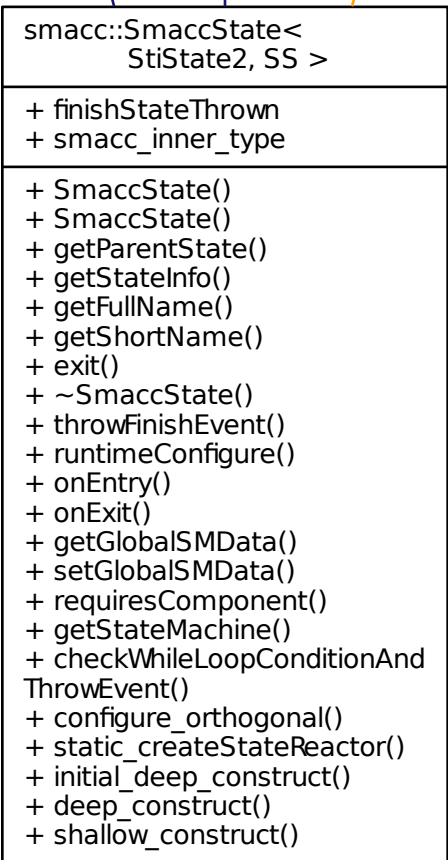 smacc::SmaccState<
StiState2, SS >
+ finishStateThrown
+ smacc_inner_type
+ SmaccState()
+ SmaccState()
+ getParentState()
+ getStateInfo()
+ getFullName()
+ getShortName()
+ exit()
+ ~SmaccState()
+ throwFinishEvent()
+ runtimeConfigure()
+ onEntry()
+ onExit()
+ getGlobalSMData()
+ setGlobalSMData()
+ requiresComponent()
+ getStateMachine()
+ checkWhileLoopConditionAnd
ThrowEvent()
+ configure_orthogonal()
+ static_createStateReactor()
+ initial_deep_construct()
+ deep_construct()
+ shallow_construct()